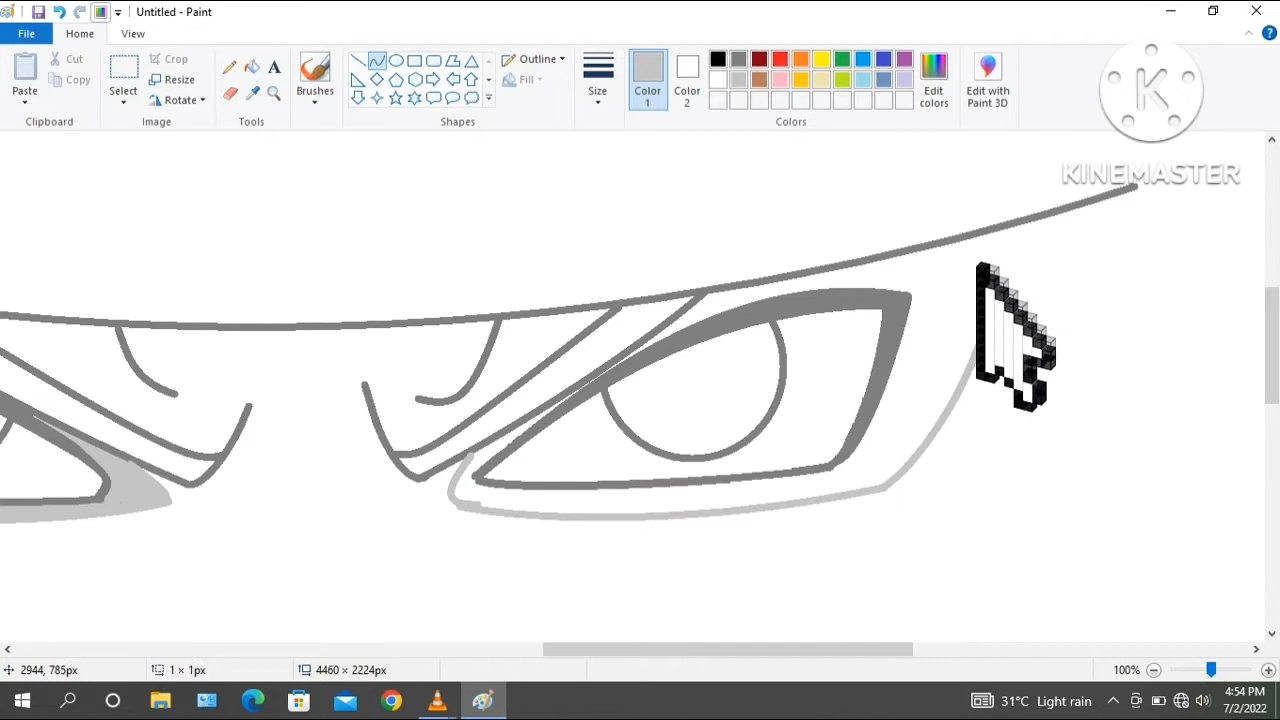 Untitled - Paint
File
Home
View
Paste
Cut
Copy
Clipboard
Select
Crop
Resize
Rotate
Image
A
Tools
Brushes
Outline
Fill
Shapes
Size
Color
1
Color
2
Edit
colors
Colors
Edit with
Paint 3D
K
KINEMASTER
2944, 785px
1 × 1px
4460 × 2224px
100%
31°C Light rain
4:54 PM
7/2/2022